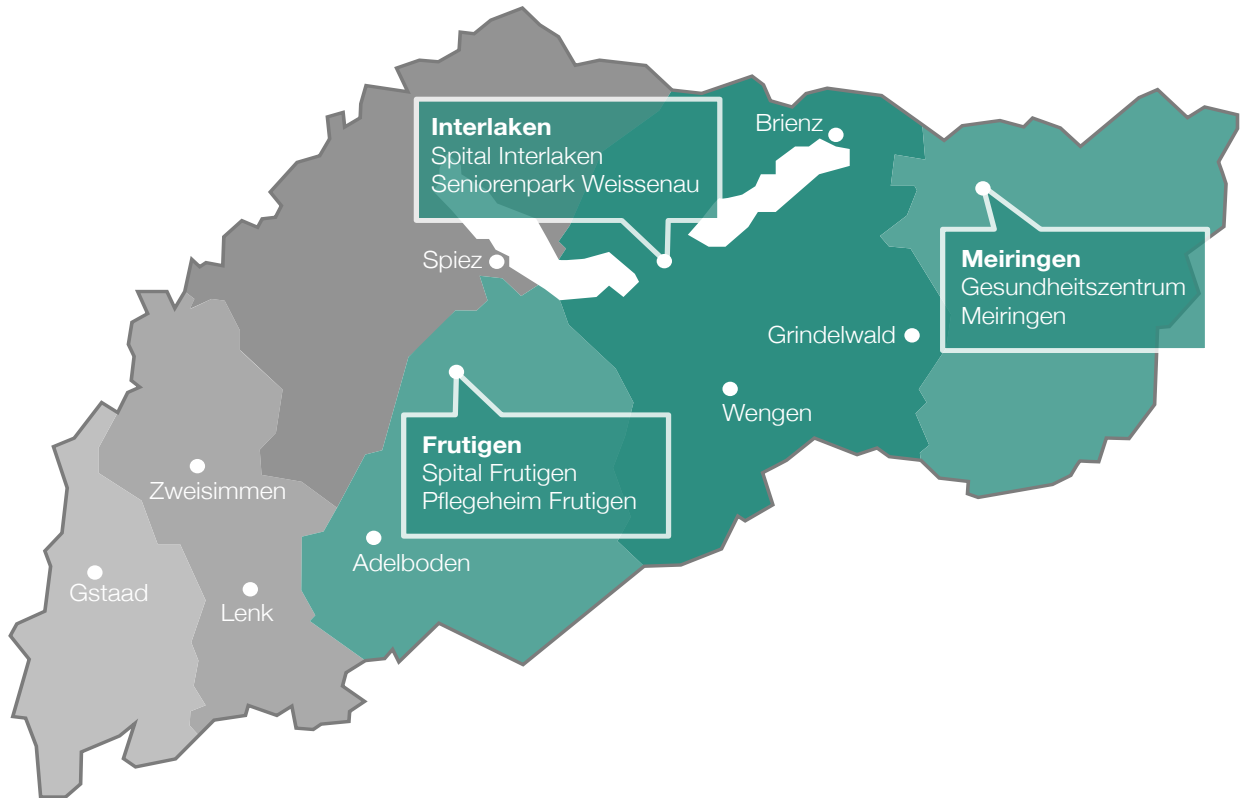 Interlaken
Spital Interlaken
Seniorenpark Weissenau
Brienz
Spiez
Meiringen
Gesundheitszentrum
Meiringen
Grindelwald
Wengen
Frutigen
Spital Frutigen
Pflegeheim Frutigen
Zweisimmen
Adelboden
Gstaad
Lenk